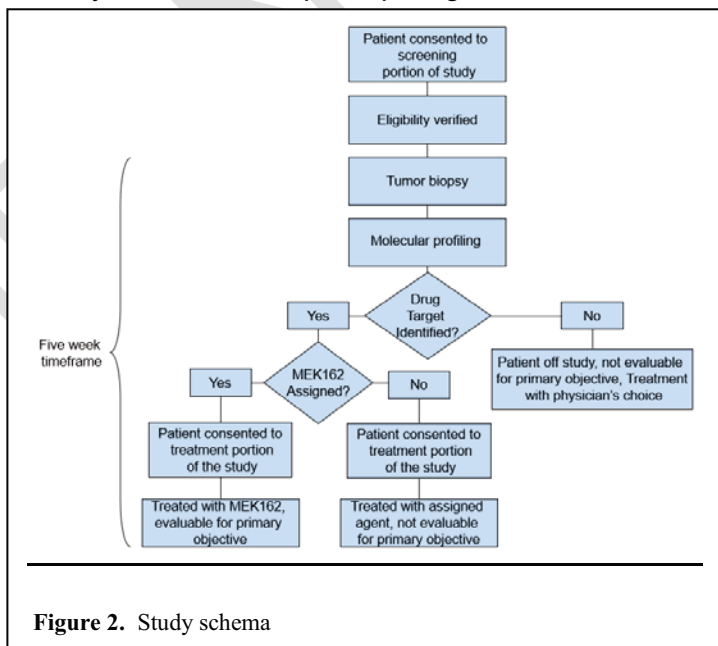 Patient consented to
screening
portion of study
Eligibility verified
Tumor biopsy
Molecular profiling
Drug
Target
Identified?
Yes
No
Five week
timeframe
MEK162
Assigned?
Yes
No
Patient off study, not evaluable
for primary objective, Treatment
with physician's choice
Patient consented to
treatment portion
of the study
Patient consented to
treatment portion
of the study
Treated with MEK162,
evaluable for primary
objective
Treated with assigned
agent, not evaluable
for primary objective
Figure 2. Study schema